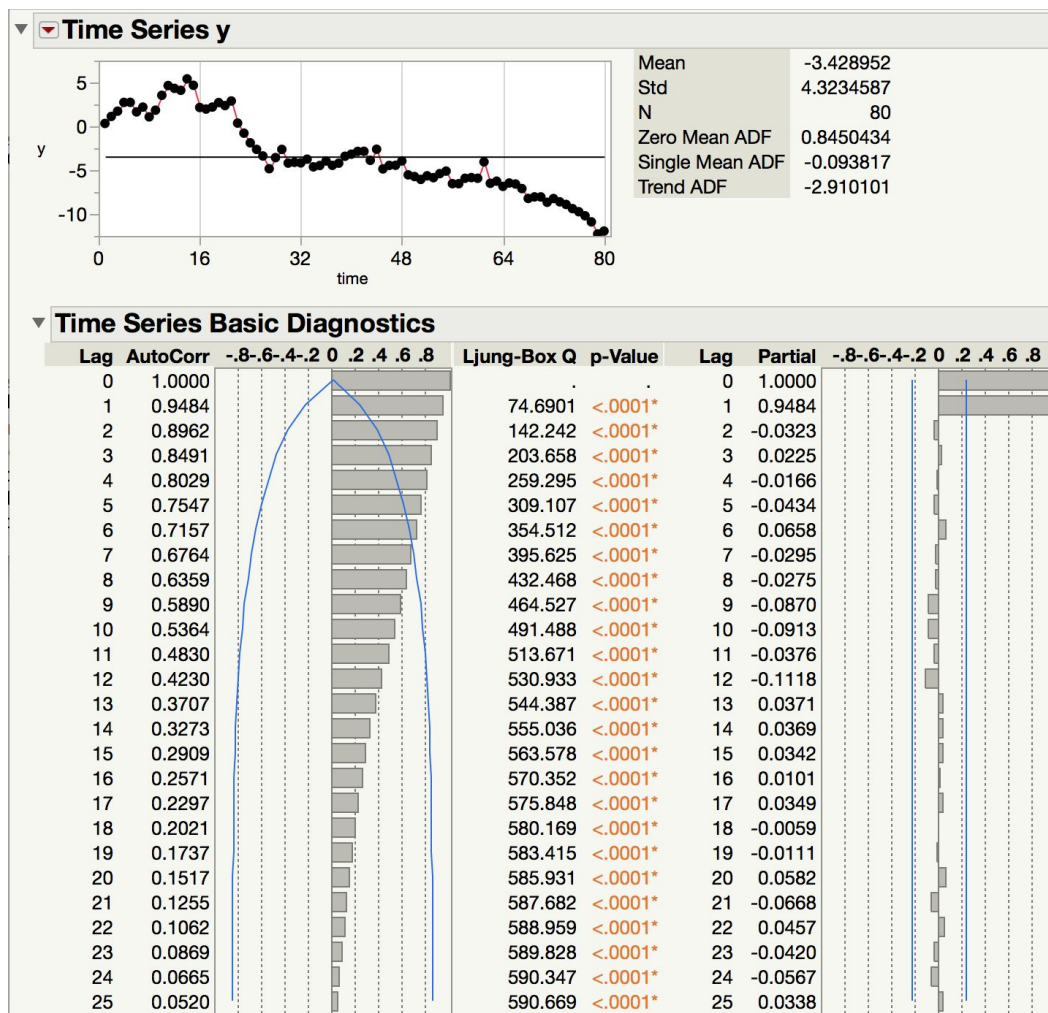 Time Series y
Mean -3.428952
Std 4.3234587
N 80
Zero Mean ADF 0.8450434
Single Mean ADF -0.093817
Trend ADF -2.910101
5
0
-5
-10
y
0 16 32 48 64 80
time
Time Series Basic Diagnostics
Lag AutoCorr -.8-.6-.4-.2 0 .2 .4 .6 .8 Ljung-Box Q p-Value Lag Partial -.8-.6-.4-.2 0 .2 .4 .6 .8
0 1.0000 . . 0 1.0000
1 0.9484 74.6901 <.0001* 1 0.9484
2 0.8962 142.242 <.0001* 2 -0.0323
3 0.8491 203.658 <.0001* 3 0.0225
4 0.8029 259.295 <.0001* 4 -0.0166
5 0.7547 309.107 <.0001* 5 -0.0434
6 0.7157 354.512 <.0001* 6 0.0658
7 0.6764 395.625 <.0001* 7 -0.0295
8 0.6359 432.468 <.0001* 8 -0.0275
9 0.5890 464.527 <.0001* 9 -0.0870
10 0.5364 491.488 <.0001* 10 -0.0913
11 0.4830 513.671 <.0001* 11 -0.0376
12 0.4230 530.933 <.0001* 12 -0.1118
13 0.3707 544.387 <.0001* 13 0.0371
14 0.3273 555.036 <.0001* 14 0.0369
15 0.2909 563.578 <.0001* 15 0.0342
16 0.2571 570.352 <.0001* 16 0.0101
17 0.2297 575.848 <.0001* 17 0.0349
18 0.2021 580.169 <.0001* 18 -0.0059
19 0.1737 583.415 <.0001* 19 -0.0111
20 0.1517 585.931 <.0001* 20 0.0582
21 0.1255 587.682 <.0001* 21 -0.0668
22 0.1062 588.959 <.0001* 22 0.0457
23 0.0869 589.828 <.0001* 23 -0.0420
24 0.0665 590.347 <.0001* 24 -0.0567
25 0.0520 590.669 <.0001* 25 0.0338